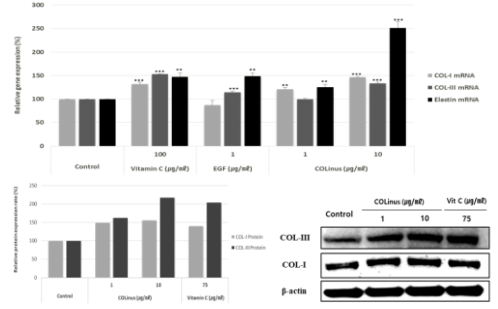 300
250
200
150
100
50
0
Relative gene expression (%)
*** *** ** *** ** ** ** *** *** ***
COL-I mRNA
COL-III mRNA
Elastin mRNA
100 1 1 10
Control Vitamin C (µg/㎖) EGF (µg/㎖) COLinus (µg/㎖)
250
200
150
100
50
0
Relative protein expression rate (%)
COL-I Protein
COL-III Protein
1 10 75
Control COLinus (µg/㎖) Vitamin C (µg/㎖)
Control COLinus (µg/㎖) Vit C (µg/㎖)
1 10 75
COL-III
COL-I
β-actin